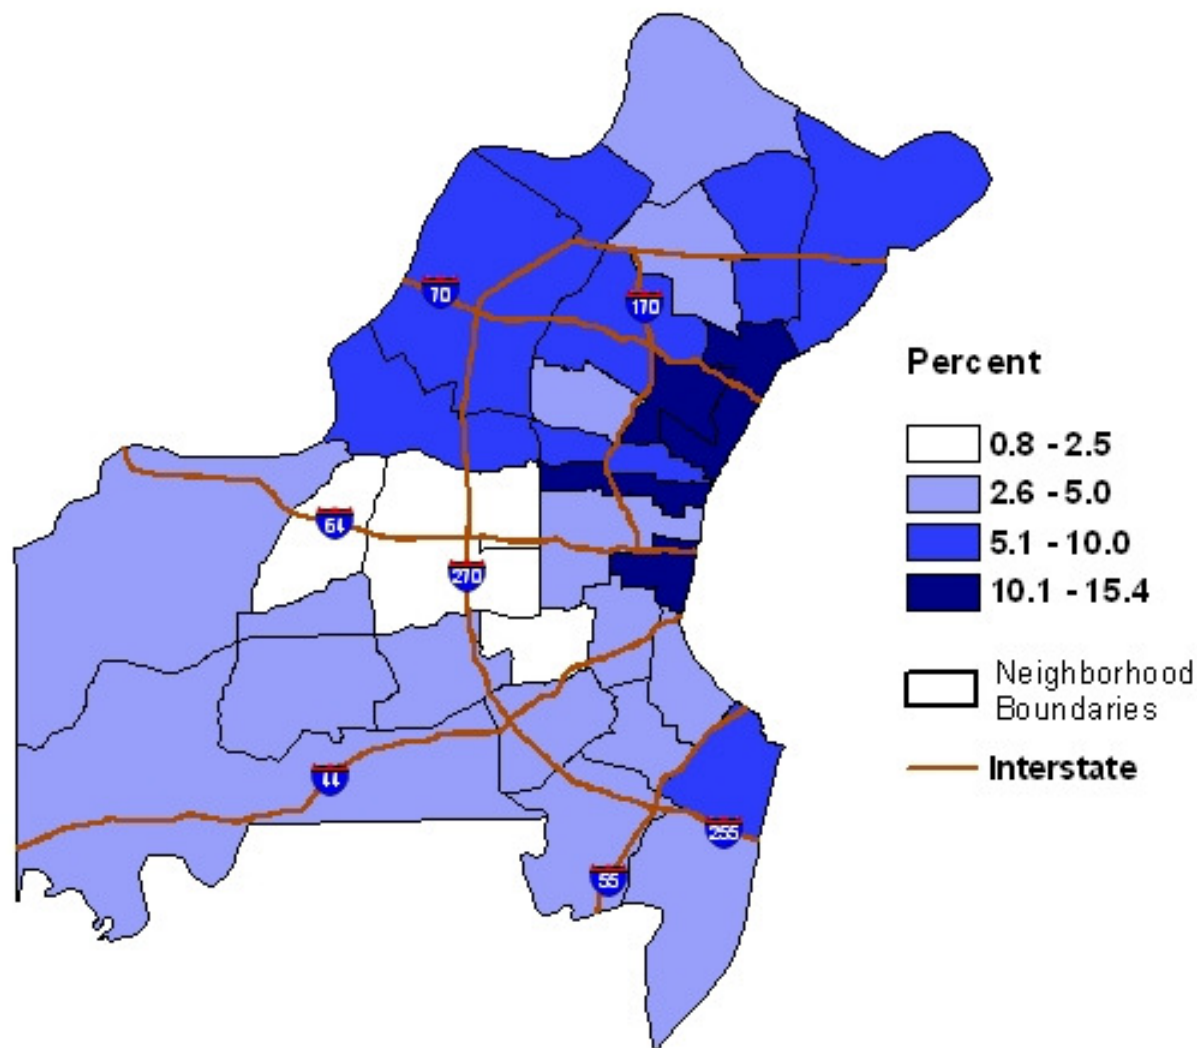 70
170
Percent
0.8 - 2.5
64
2.6 - 5.0
5.1 - 10.0
270
10.1 - 15.4
Neighborhood
Boundaries
44
Interstate
255
55